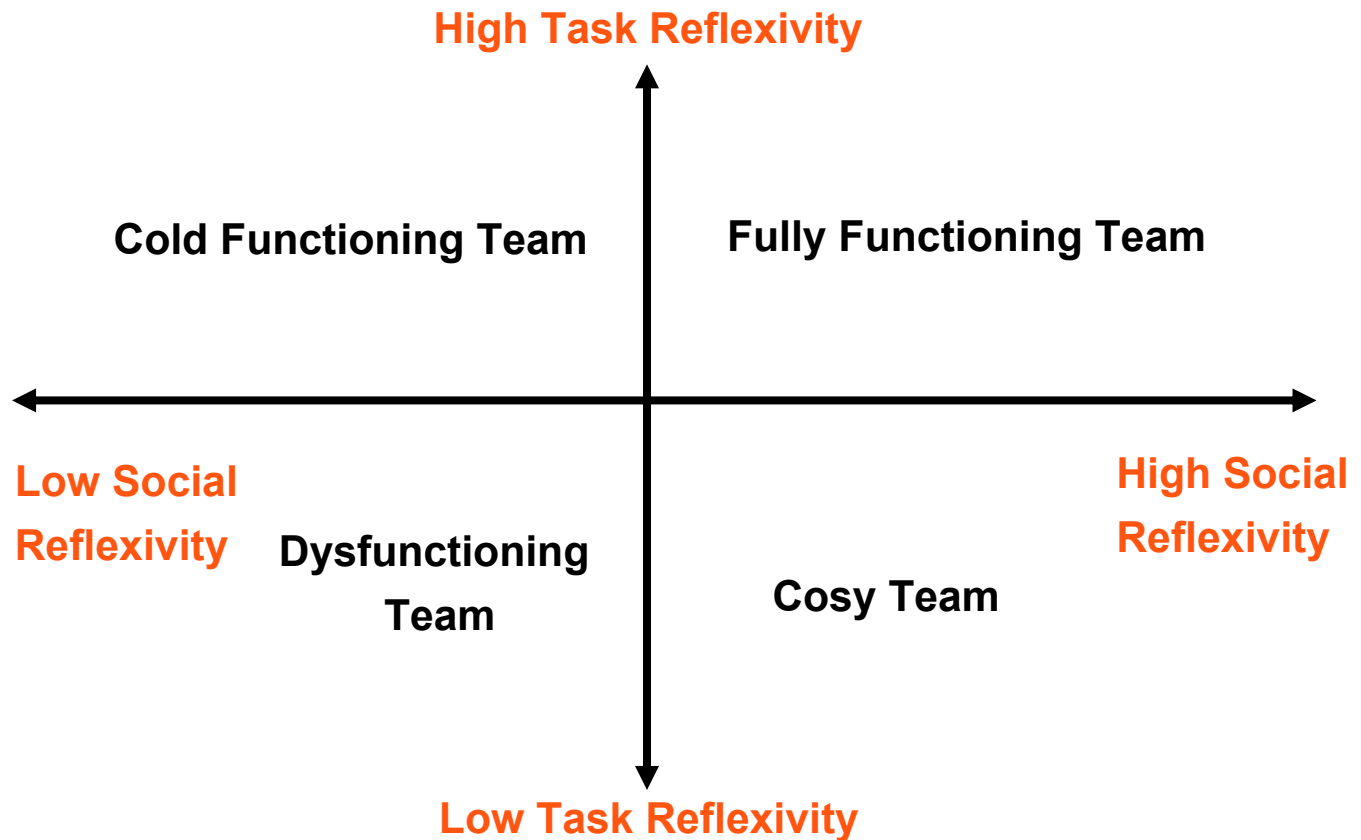 High Task Reflexivity
Cold Functioning Team
Fully Functioning Team
Low Social
Reflexivity
High Social
Reflexivity
Dysfunctioning
Team
Cosy Team
Low Task Reflexivity